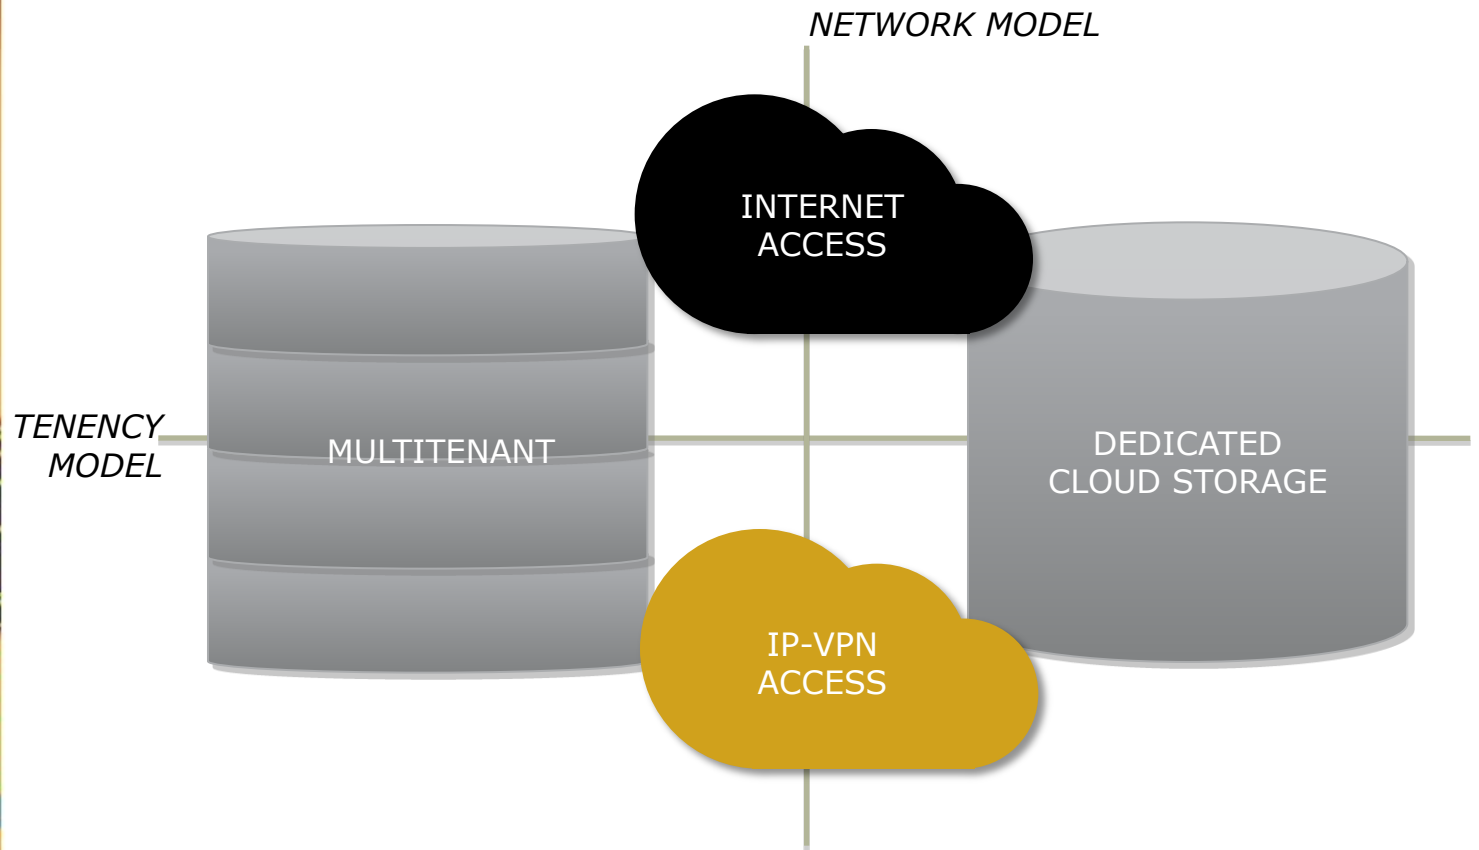 NETWORK MODEL
INTERNET
ACCESS
TENENCY
MODEL
MULTITENANT
DEDICATED
CLOUD STORAGE
IP-VPN
ACCESS